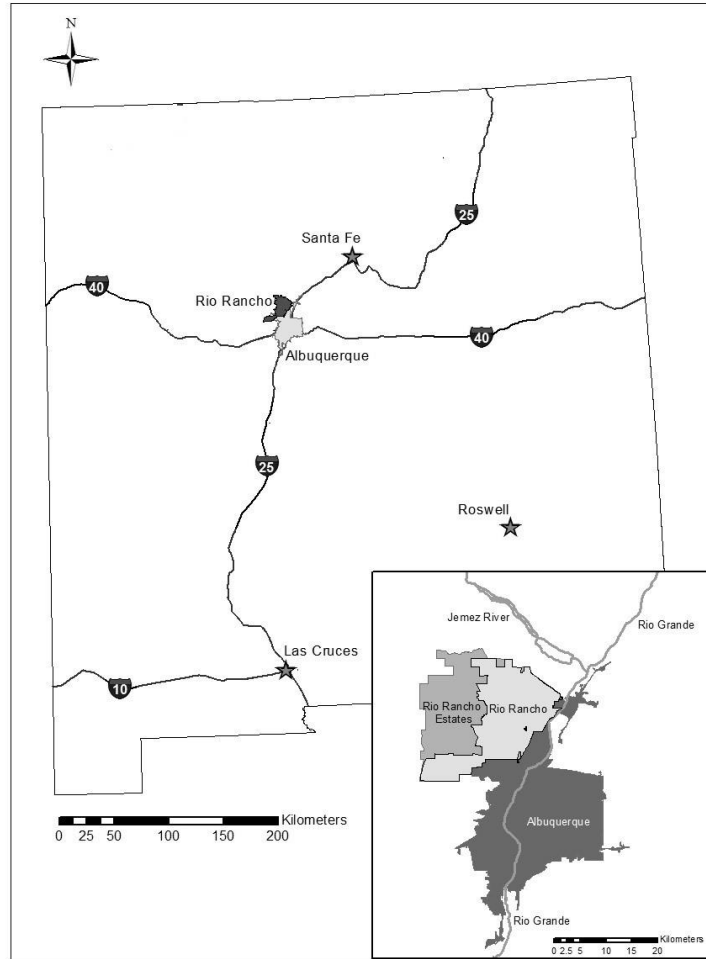 N
25
Santa Fe
40
Rio Rancho
40
Albuquerque
25
Roswell
Las Cruces
10
Kilometers
0 25 50 100 150 200
Jemez River
Rio Grande
Rio Rancho
Estates
Rio Rancho
Albuquerque
Rio Grande
Kilometers
0 2.5 5 10 15 20